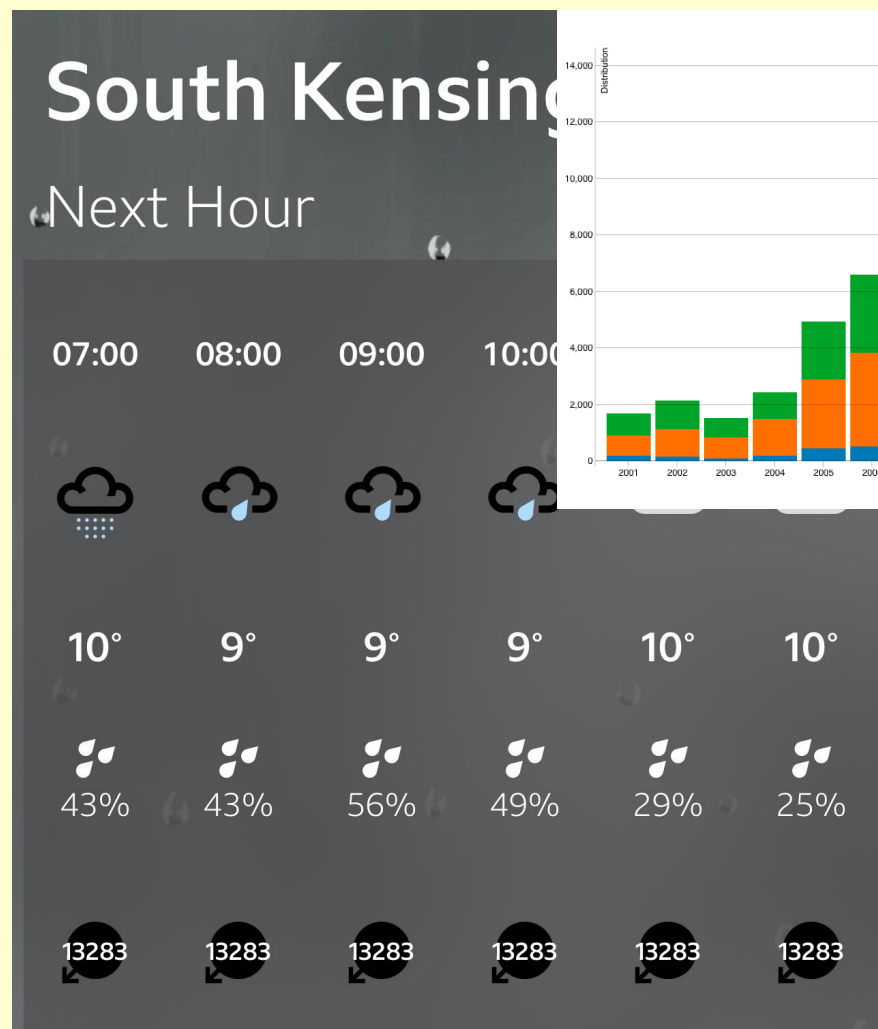 South Kensing
Next Hour
07:00 08:00 09:00 10:00
10° 9° 9° 9° 10° 10°
43% 43% 56% 49% 29% 25%
13283 13283 13283 13283 13283 13283
Distribution
14,000
12,000
10,000
8,000
6,000
4,000
2,000
0
2001 2002 2003 2004 2005 200